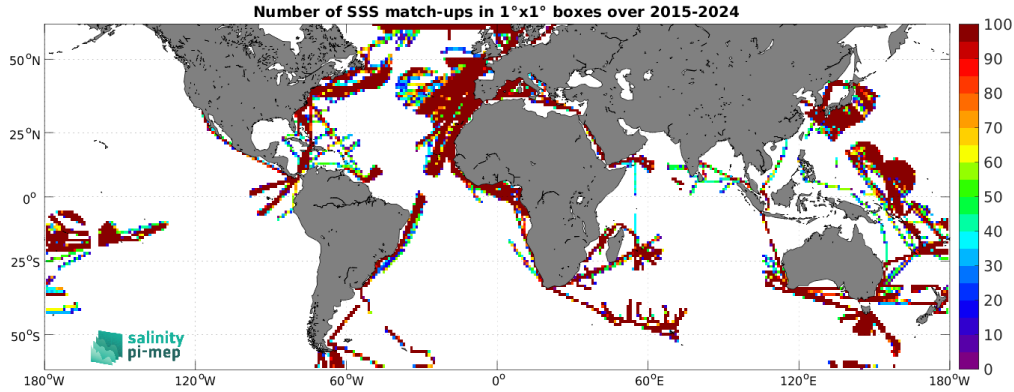 Number of SSS match-ups in 1°x1° boxes over 2015-2024
100
90
80
70
60
50
40
30
20
10
0
50°N
25°N
0°
25°S
50°S
salinity
pi-mep
180°W 120°W 60°W 0° 60°E 120°E 180°W